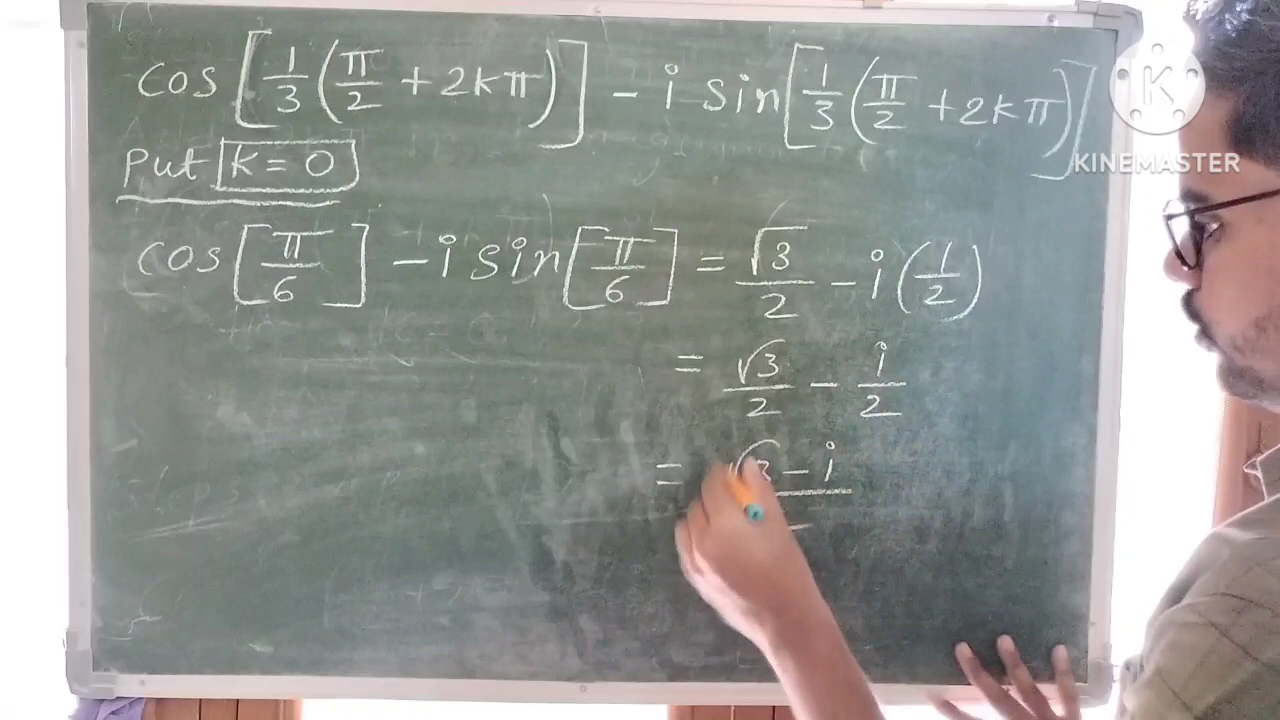 cos [1/3 (π/2 + 2kπ)] - i sin [1/3 (π/2 + 2kπ)]
Put k = 0
cos [π/6] - i sin [π/6] = √3/2 - i (1/2)
= √3/2 - i/2
= √3 - i
K
KINEMASTER